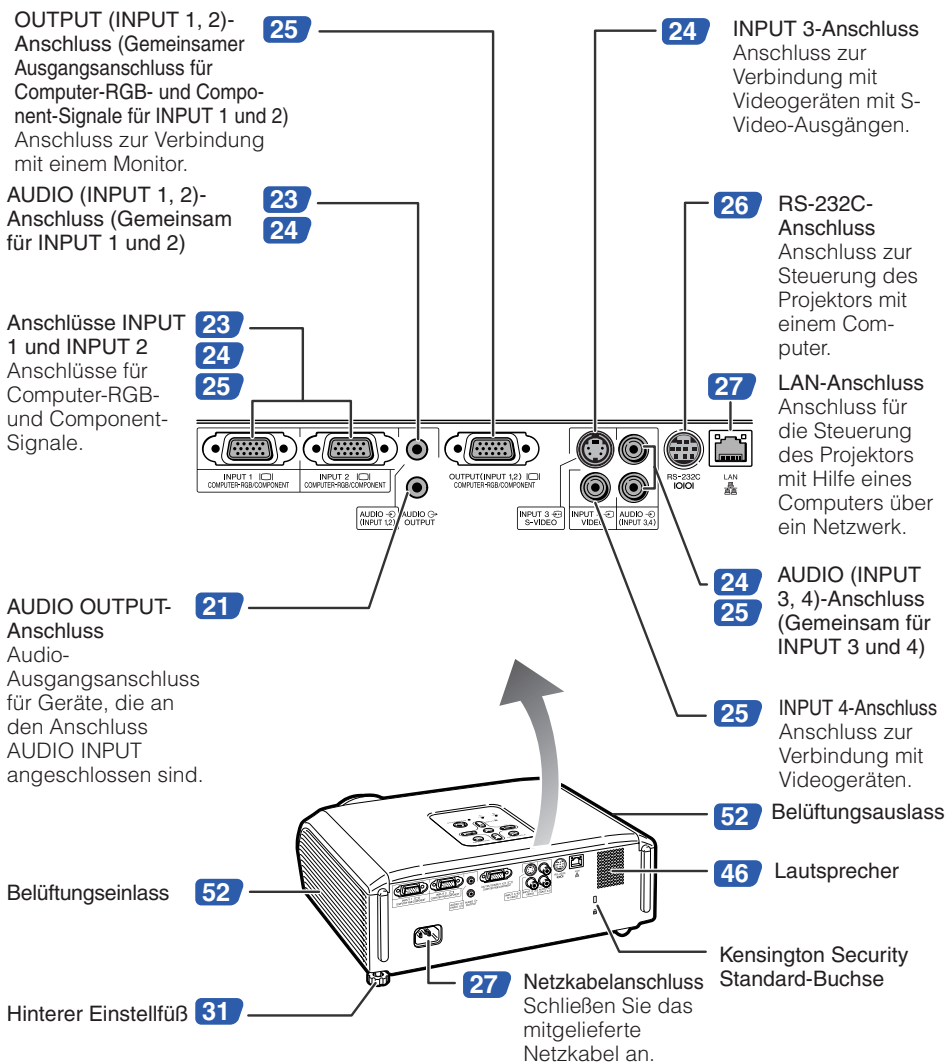 OUTPUT (INPUT 1, 2)-
Anschluss (Gemeinsamer
Ausgangsanschluss für
Computer-RGB- und Compo-
nent-Signale für INPUT 1 und 2)
Anschluss zur Verbindung
mit einem Monitor.
25
AUDIO (INPUT 1, 2)-
Anschluss (Gemeinsam
für INPUT 1 und 2)
23
24
Anschlüsse INPUT
1 und INPUT 2
Anschlüsse für
Computer-RGB-
und Component-
Signale.
23
24
25
24
INPUT 3-Anschluss
Anschluss zur
Verbindung mit
Videogeräten mit S-
Video-Ausgängen.
26
RS-232C-
Anschluss
Anschluss zur
Steuerung des
Projektors mit
einem Com-
puter.
27
LAN-Anschluss
Anschluss für
die Steuerung
des Projektors
mit Hilfe eines
Computers über
ein Netzwerk.
INPUT 1
COMPUTER-RGB/COMPONENT
INPUT 2
COMPUTER-RGB/COMPONENT
AUDIO
(INPUT 1,2)
AUDIO
OUTPUT
OUTPUT(INPUT 1,2)
COMPUTER-RGB/COMPONENT
INPUT 3
S-VIDEO
INPUT
VIDEO
AUDIO
(INPUT 3,4)
RS-232C
IOIOI
LAN
AUDIO OUTPUT-
Anschluss
Audio-
Ausgangsanschluss
für Geräte, die an
den Anschluss
AUDIO INPUT
angeschlossen sind.
21
24
25
AUDIO (INPUT
3, 4)-Anschluss
(Gemeinsam für
INPUT 3 und 4)
25
INPUT 4-Anschluss
Anschluss zur
Verbindung mit
Videogeräten.
52
Belüftungsauslass
46
Lautsprecher
Kensington Security
Standard-Buchse
Belüftungseinlass
52
27
Netzkabelanschluss
Schließen Sie das
mitgelieferte
Netzkabel an.
Hinterer Einstellfüß
31